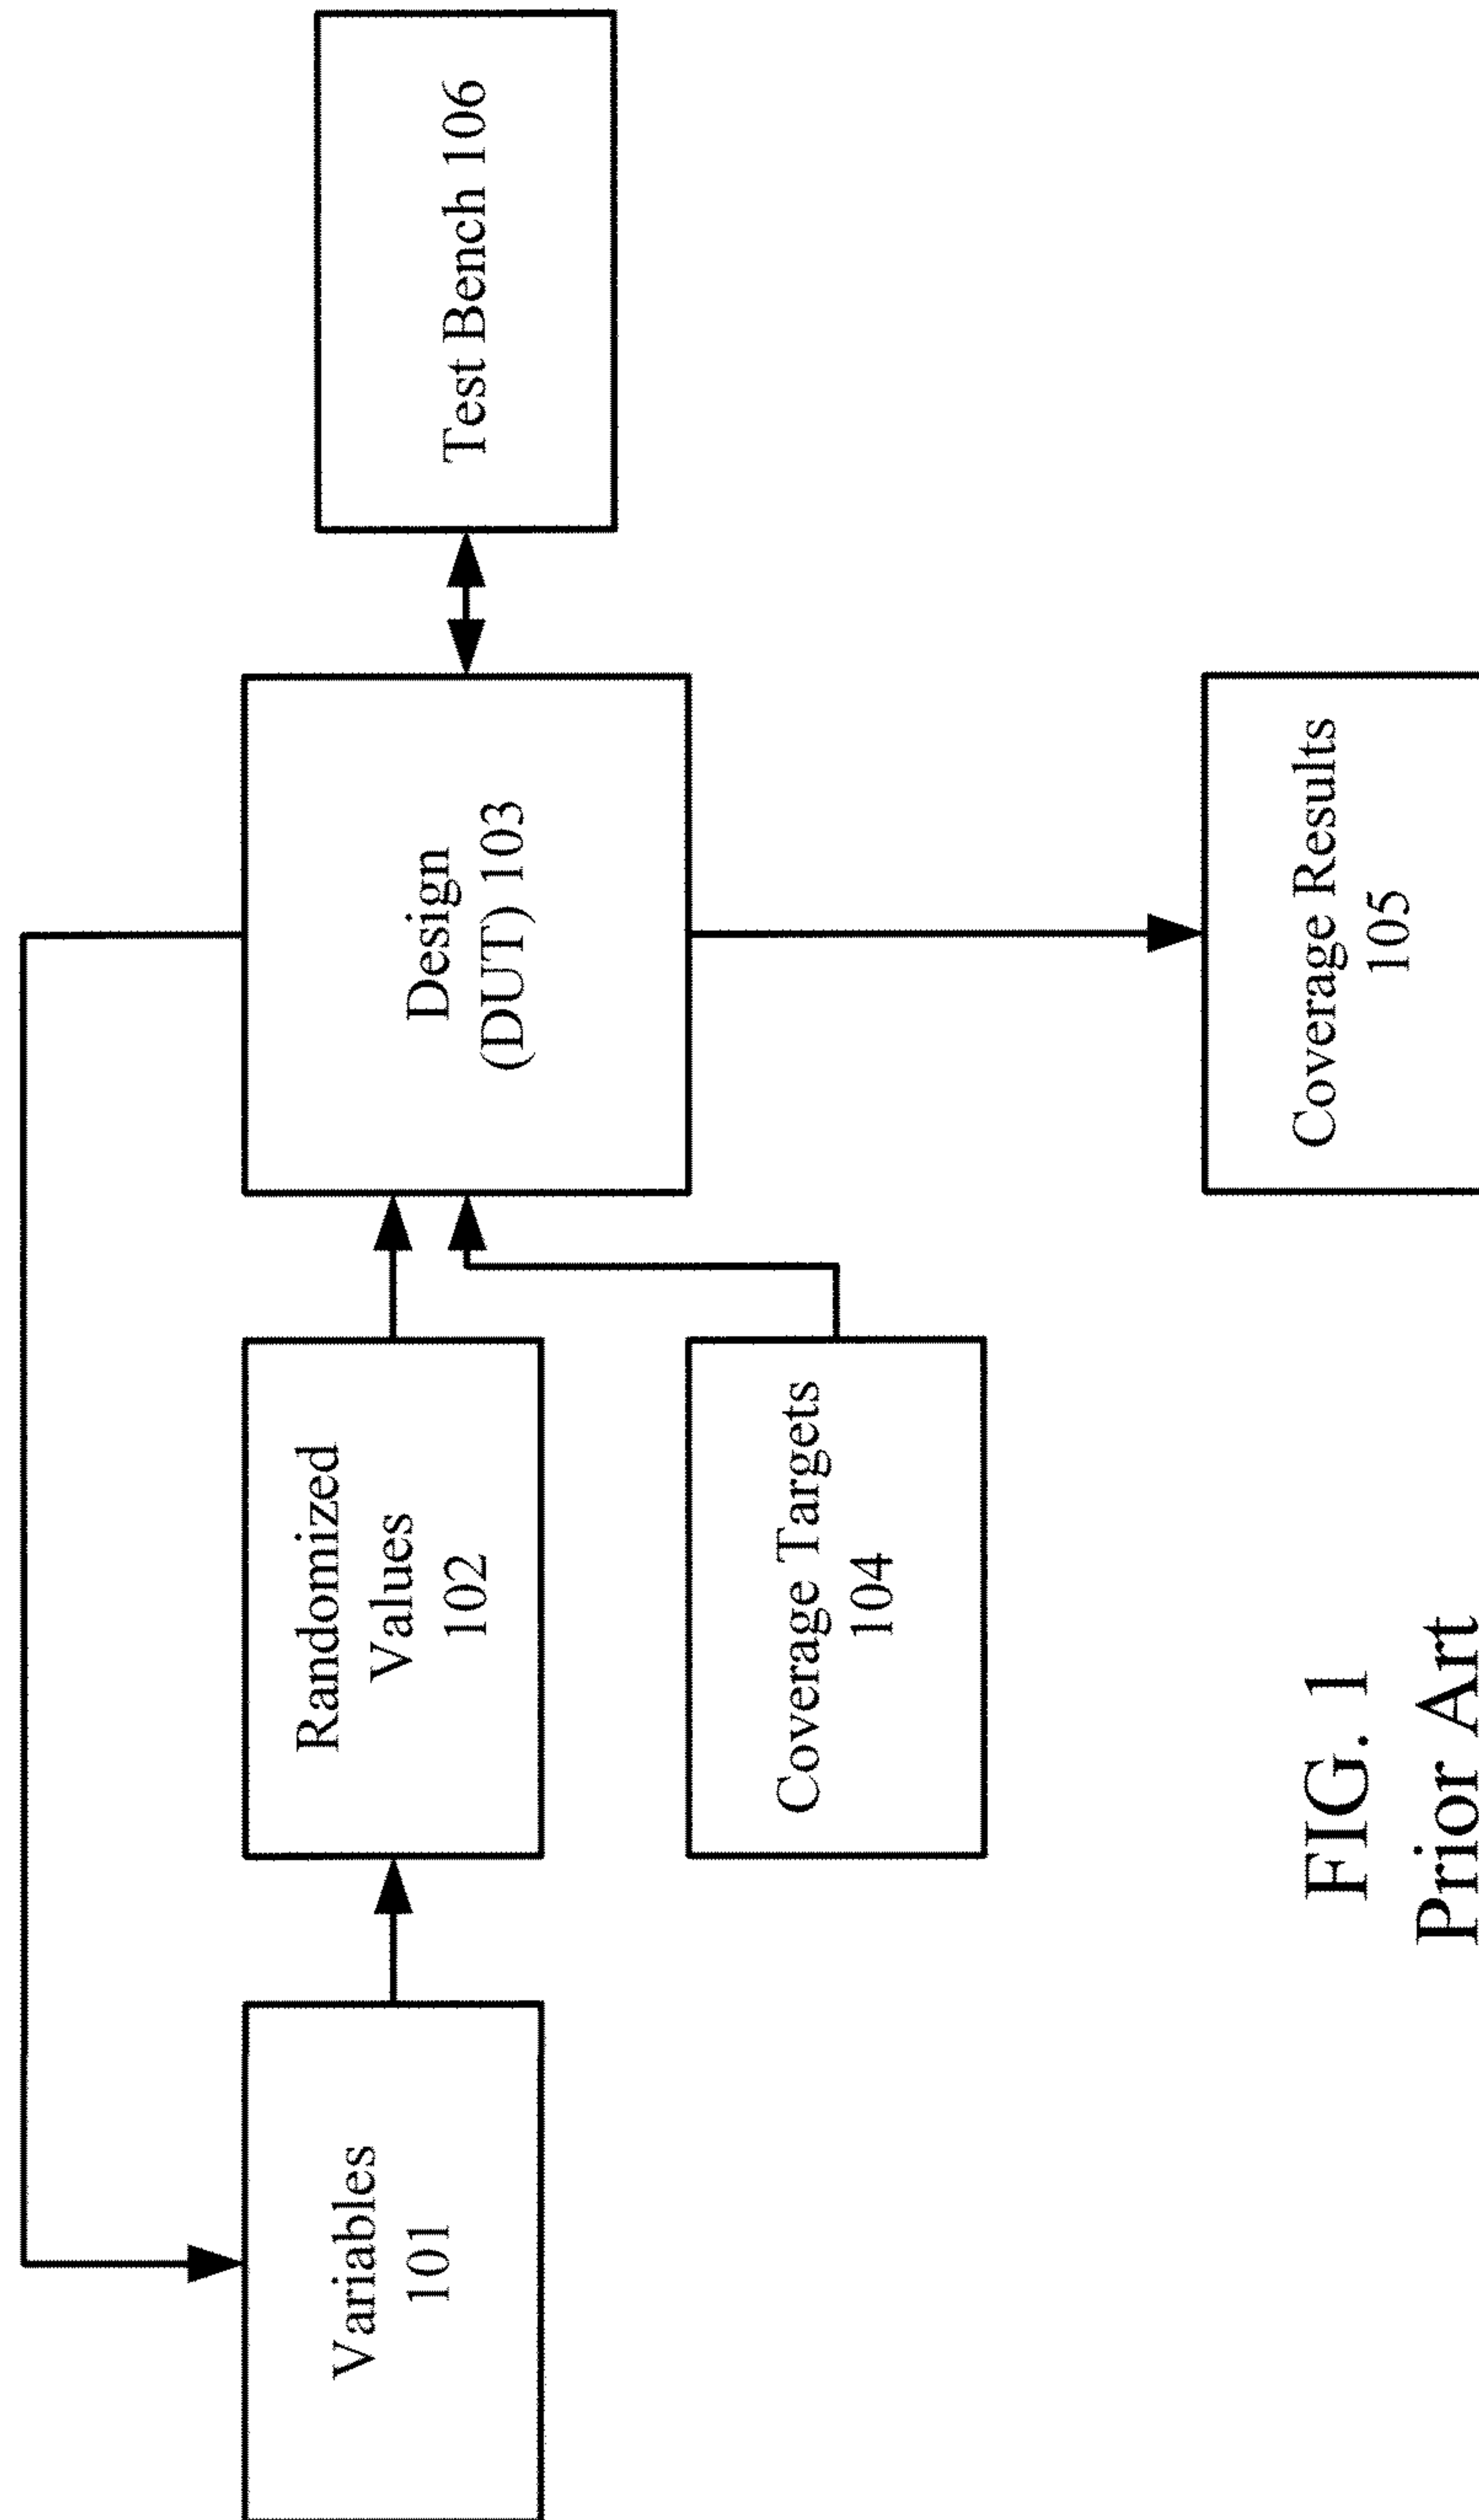 Variables
101
Randomized
Values
102
Coverage Targets
104
Design
(DUT) 103
Test Bench 106
Coverage Results
105
FIG. 1
Prior Art